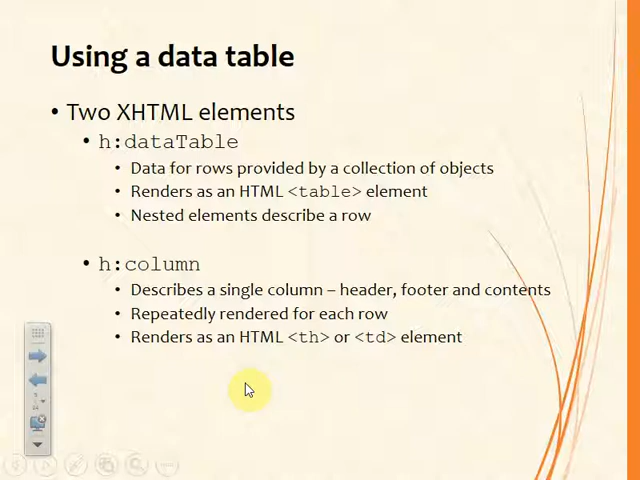 Using a data table
• Two XHTML elements
• h:dataTable
• Data for rows provided by a collection of objects
• Renders as an HTML <table> element
• Nested elements describe a row
• h:column
• Describes a single column – header, footer and contents
• Repeatedly rendered for each row
• Renders as an HTML <th> or <td> element